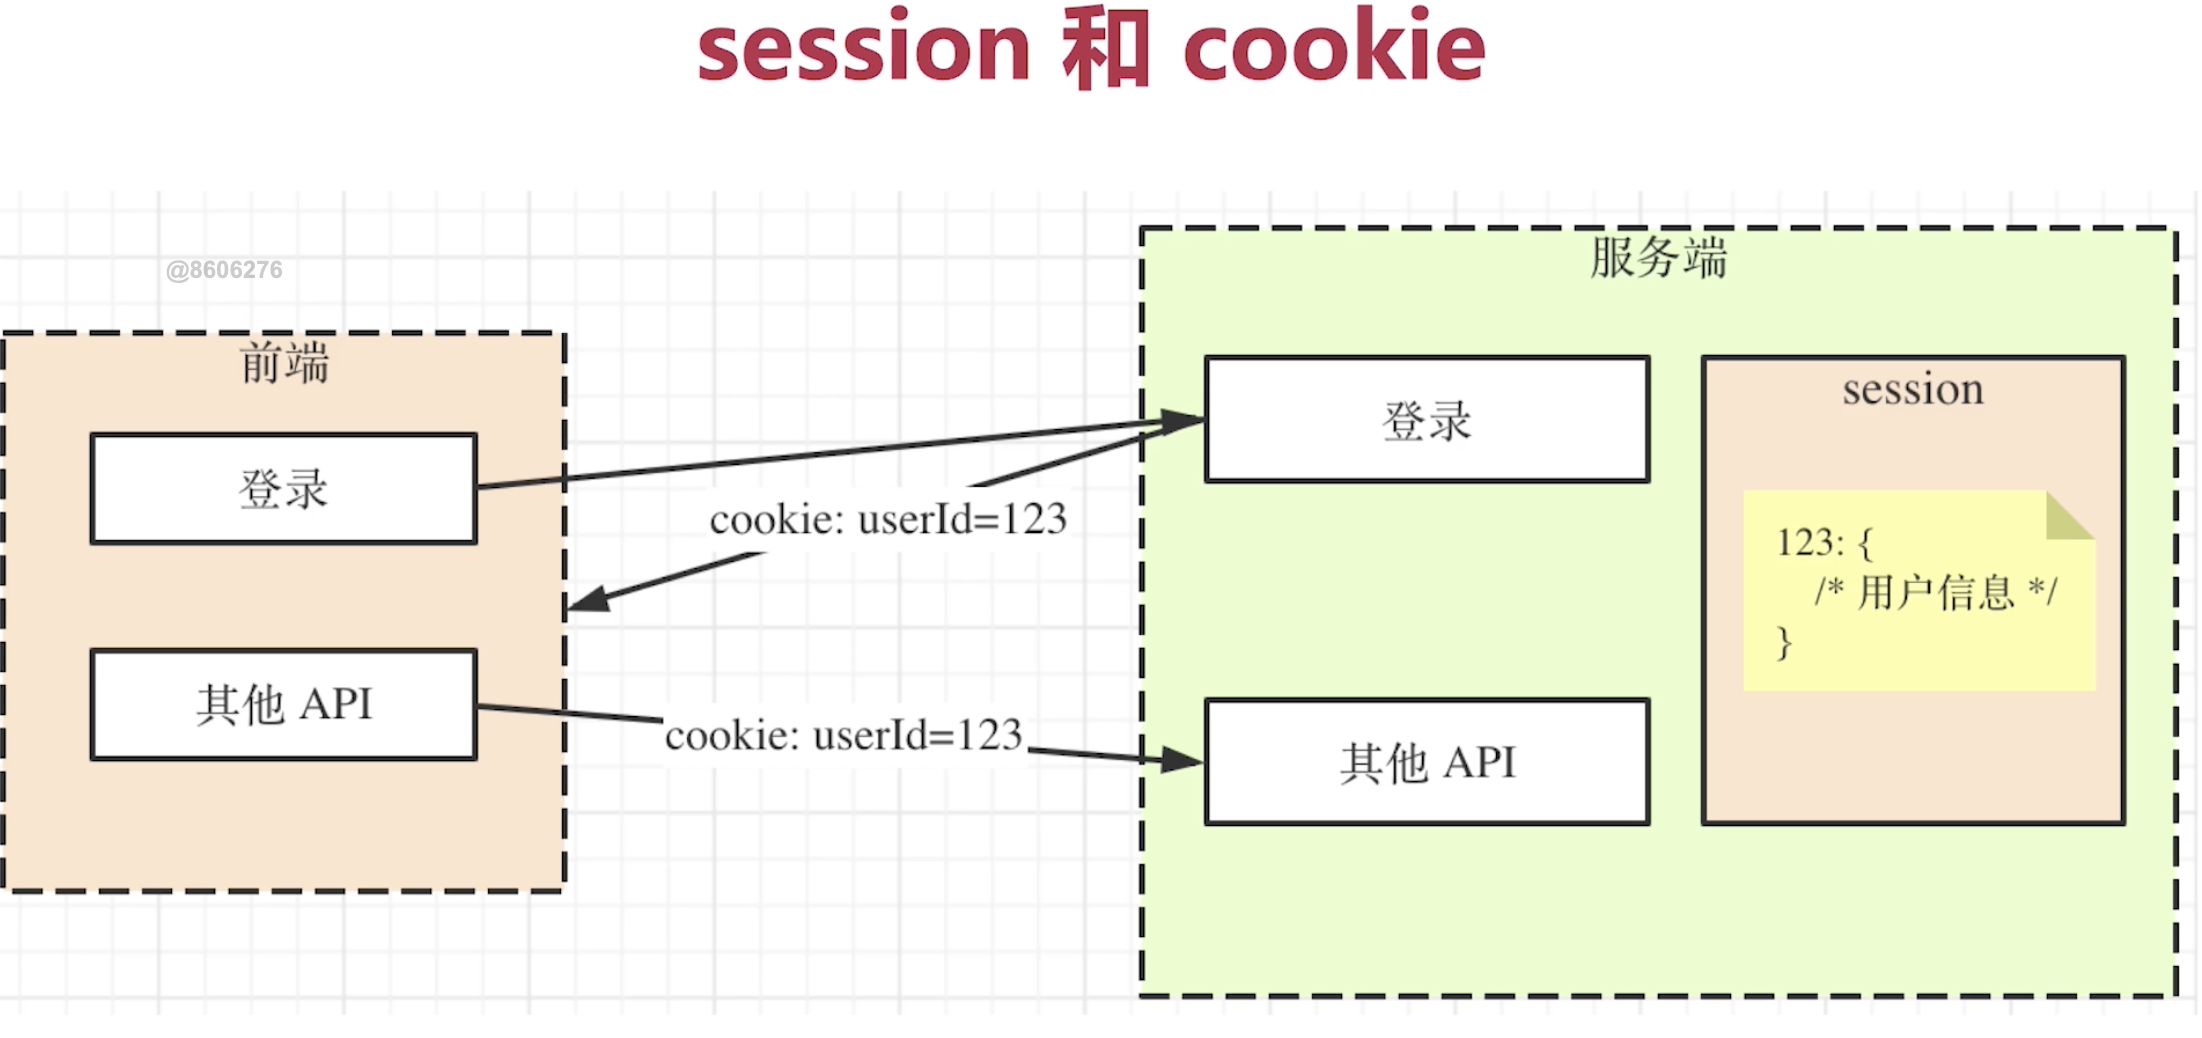 session 和 cookie
@8606276
服务端
前端
登录
session
登录
cookie: userId=123
123: {
/* 用户信息 */
}
其他 API
cookie: userId=123
其他 API